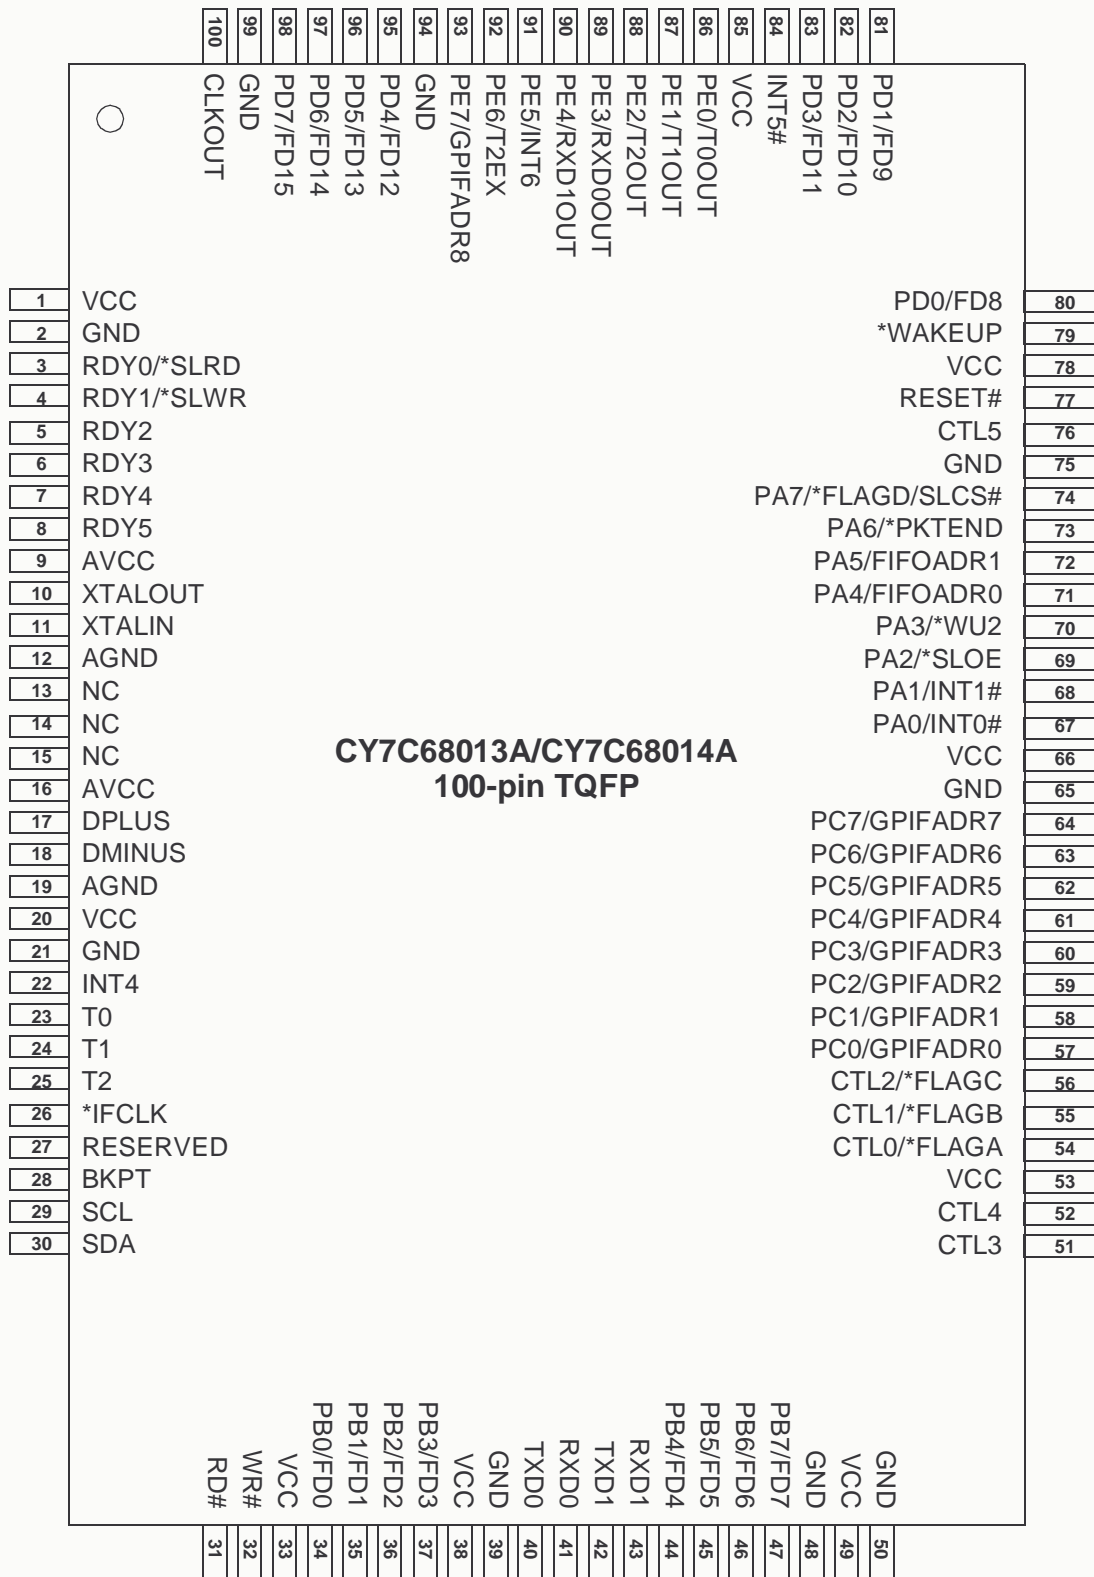 100 99 98 97 96 95 94 93 92 91 90 89 88 87 86 85 84 83 82 81
CLKOUT
GND
PD7/FD15
PD6/FD14
PD5/FD13
PD4/FD12
GND
PE7/GPIFADR8
PE6/T2EX
PE5/INT6
PE4/RXD1OUT
PE3/RXD0OUT
PE2/T2OUT
PE1/T1OUT
PE0/T0OUT
VCC
INT5#
PD3/FD11
PD2/FD10
PD1/FD9
1 VCC PD0/FD8 80
2 GND *WAKEUP 79
3 RDY0/*SLRD VCC 78
4 RDY1/*SLWR RESET# 77
5 RDY2 CTL5 76
6 RDY3 GND 75
7 RDY4 PA7/*FLAGD/SLCS# 74
8 RDY5 PA6/*PKTEND 73
9 AVCC PA5/FIFOADR1 72
10 XTALOUT PA4/FIFOADR0 71
11 XTALIN PA3/*WU2 70
12 AGND PA2/*SLOE 69
13 NC PA1/INT1# 68
14 NC PA0/INT0# 67
15 NC CY7C68013A/CY7C68014A VCC 66
16 AVCC 100-pin TQFP GND 65
17 DPLUS PC7/GPIFADR7 64
18 DMINUS PC6/GPIFADR6 63
19 AGND PC5/GPIFADR5 62
20 VCC PC4/GPIFADR4 61
21 GND PC3/GPIFADR3 60
22 INT4 PC2/GPIFADR2 59
23 T0 PC1/GPIFADR1 58
24 T1 PC0/GPIFADR0 57
25 T2 CTL2/*FLAGC 56
26 *IFCLK CTL1/*FLAGB 55
27 RESERVED CTL0/*FLAGA 54
28 BKPT VCC 53
29 SCL CTL4 52
30 SDA CTL3 51
RD#
WR#
VCC
PB0/FD0
PB1/FD1
PB2/FD2
PB3/FD3
VCC
GND
TXD0
RXD0
TXD1
RXD1
PB4/FD4
PB5/FD5
PB6/FD6
PB7/FD7
GND
VCC
GND
31 32 33 34 35 36 37 38 39 40 41 42 43 44 45 46 47 48 49 50